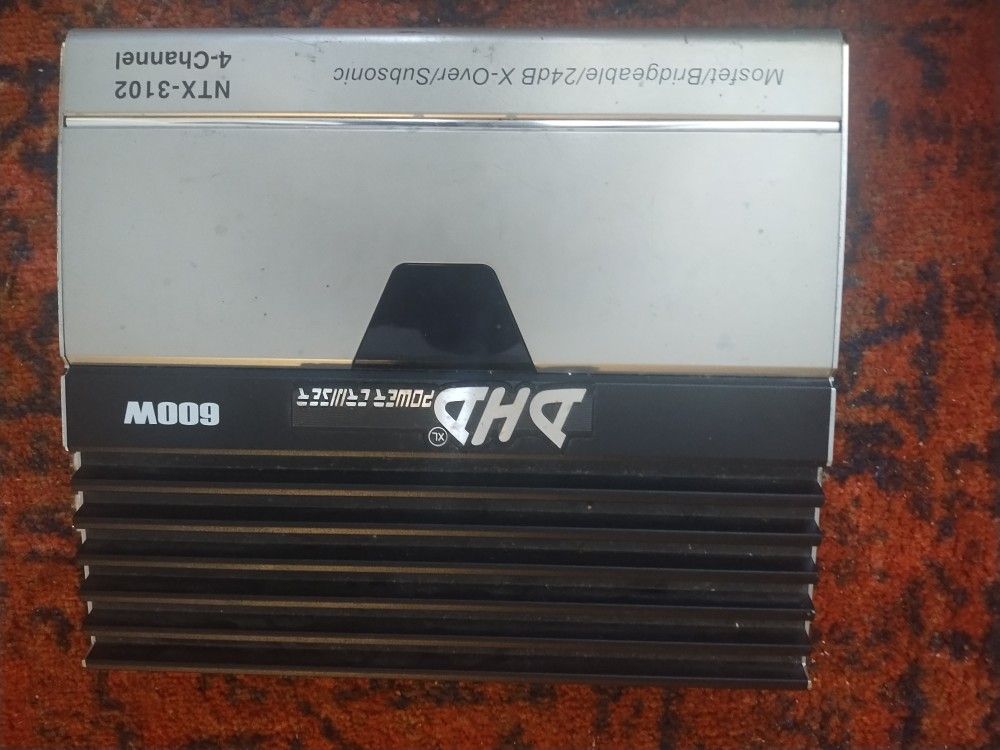 600W
DHD XL
POWER CRUISER
Mosfet/Bridgeable/24dB X-Over/Subsonic
NTX-3102
4-Channel